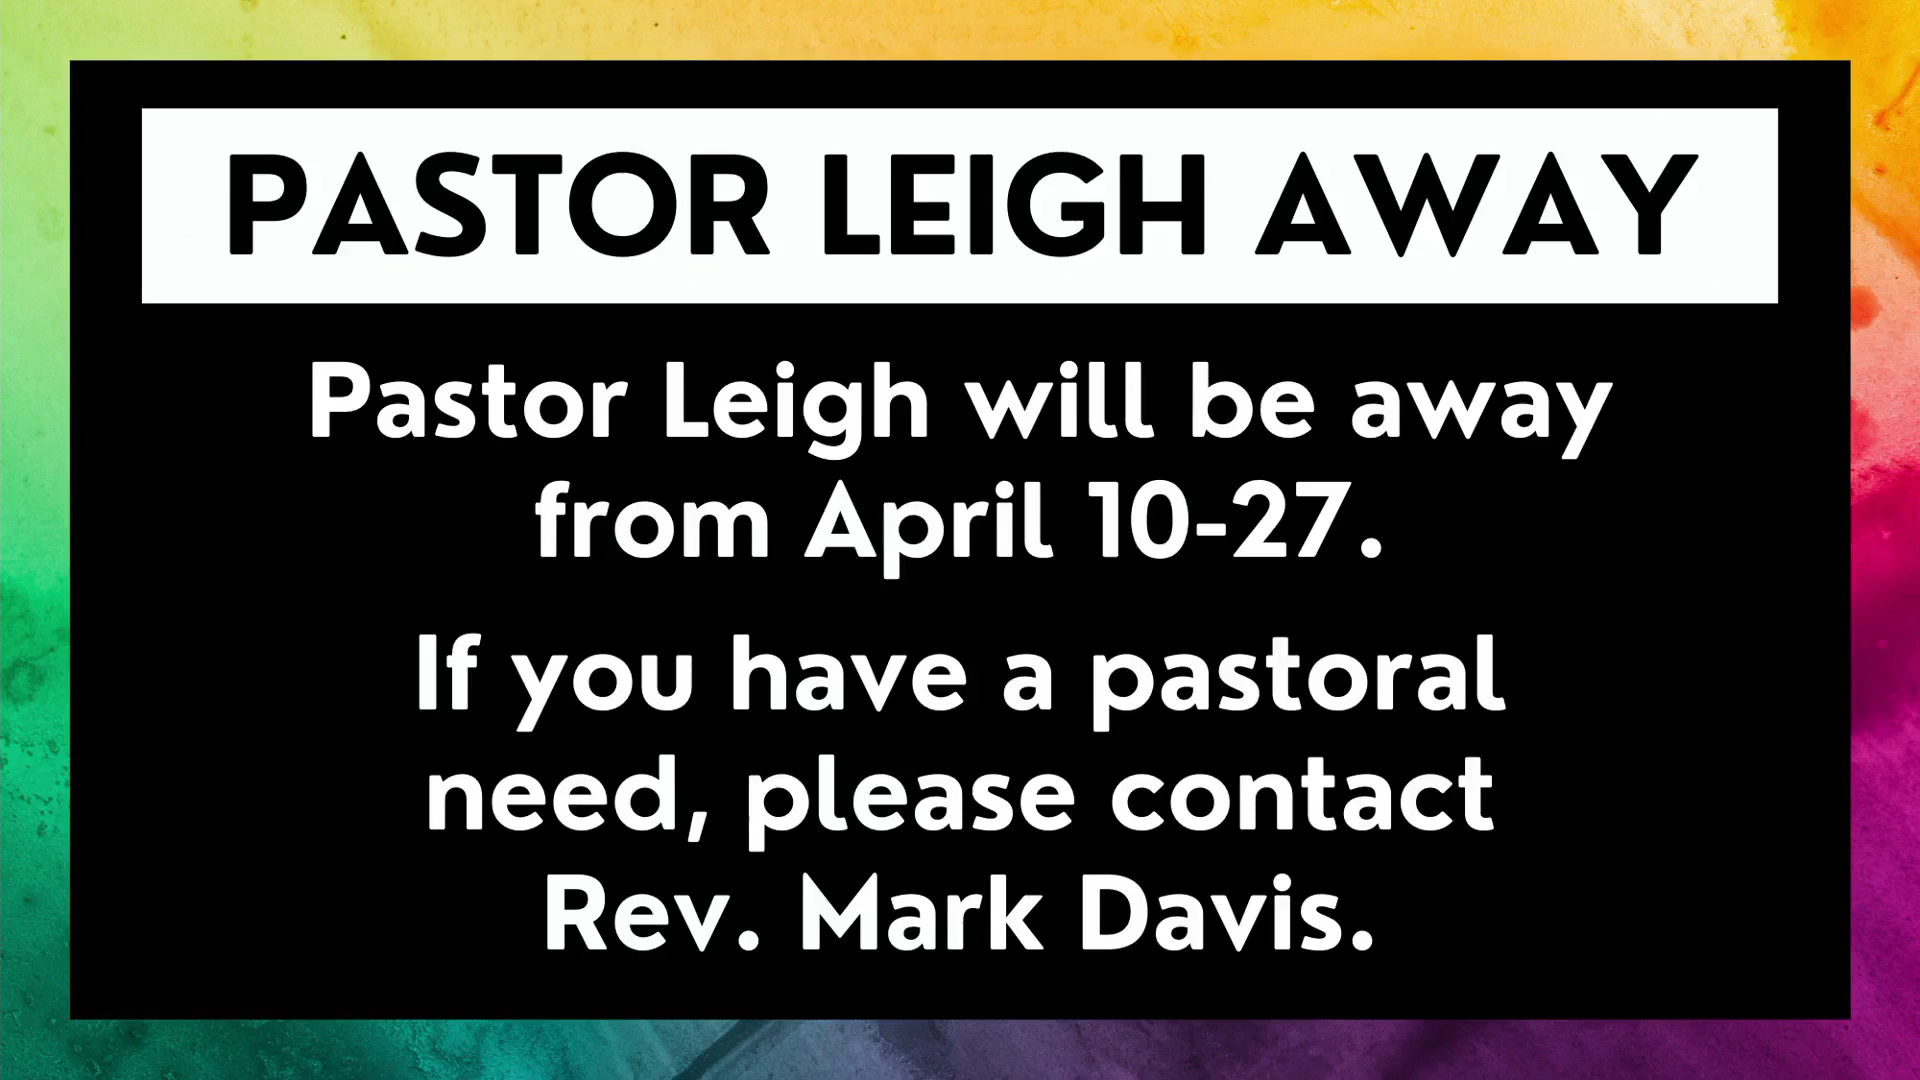 PASTOR LEIGH AWAY
Pastor Leigh will be away
from April 10-27.
If you have a pastoral
need, please contact
Rev. Mark Davis.